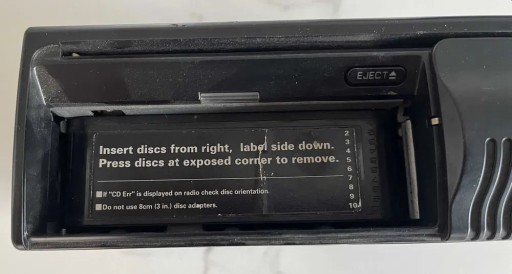 EJECT
Insert discs from right, label side down.
Press discs at exposed corner to remove.
If "CD Err" is displayed on radio check disc orientation.
Do not use 8cm (3 in.) disc adapters.
2
3
4
5
6
7
8
9
10